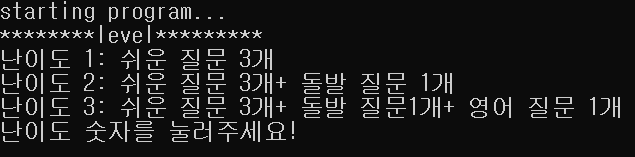 starting program...
********level*********
난이도 1: 쉬운 질문 3개
난이도 2: 쉬운 질문 3개+ 돌발 질문 1개
난이도 3: 쉬운 질문 3개+ 돌발 질문1개+ 영어 질문 1개
난이도 숫자를 눌러주세요!